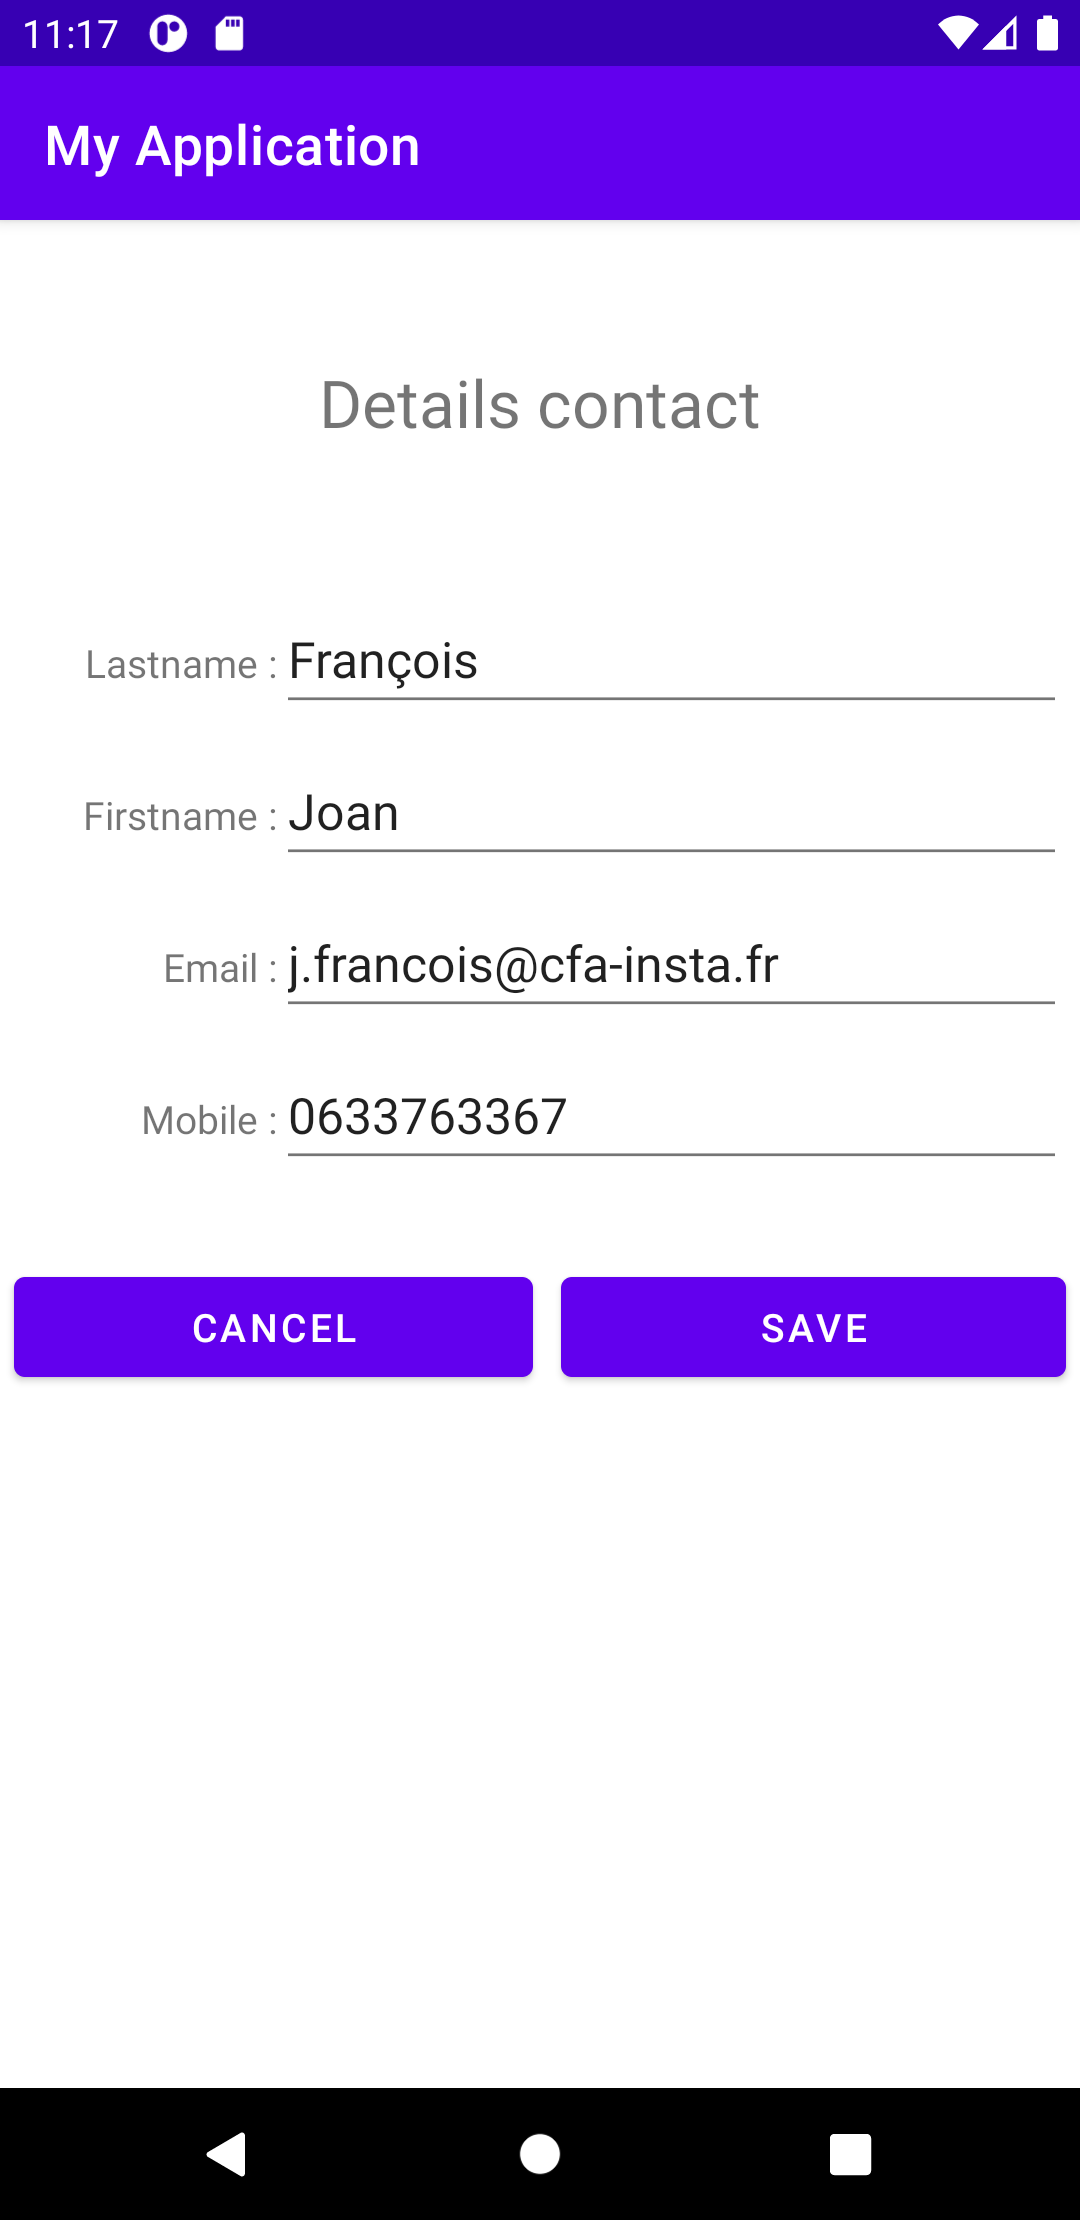 11:17
My Application
Details contact
Lastname : François
Firstname : Joan
Email : j.francois@cfa-insta.fr
Mobile : 0633763367
CANCEL SAVE